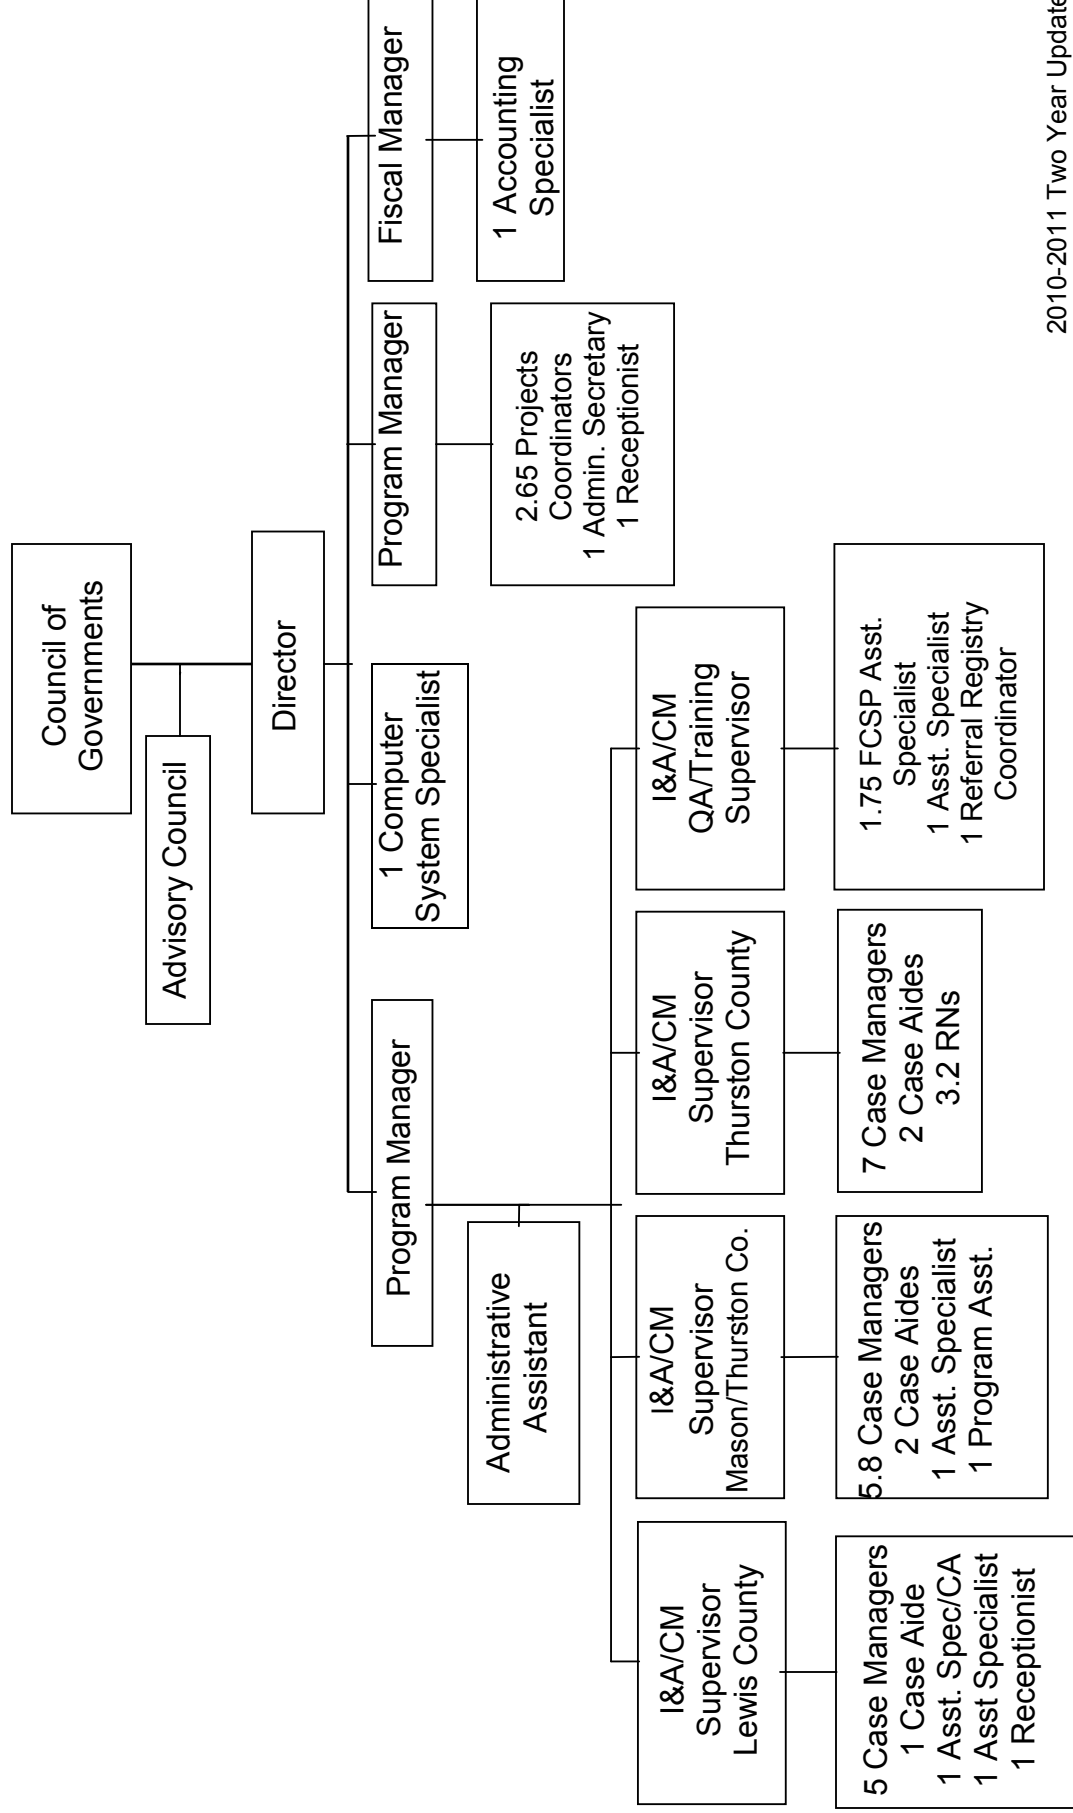 Council of
Governments
Advisory Council
Director
Program Manager
1 Computer
System Specialist
Program Manager
Fiscal Manager
Administrative
Assistant
2.65 Projects
Coordinators
1 Admin. Secretary
1 Receptionist
1 Accounting
Specialist
I&A/CM
Supervisor
Lewis County
I&A/CM
Supervisor
Mason/Thurston Co.
I&A/CM
Supervisor
Thurston County
I&A/CM
QA/Training
Supervisor
5 Case Managers
1 Case Aide
1 Asst. Spec/CA
1 Asst Specialist
1 Receptionist
5.8 Case Managers
2 Case Aides
1 Asst. Specialist
1 Program Asst.
7 Case Managers
2 Case Aides
3.2 RNs
1.75 FCSP Asst.
Specialist
1 Asst. Specialist
1 Referral Registry
Coordinator
2010-2011 Two Year Update